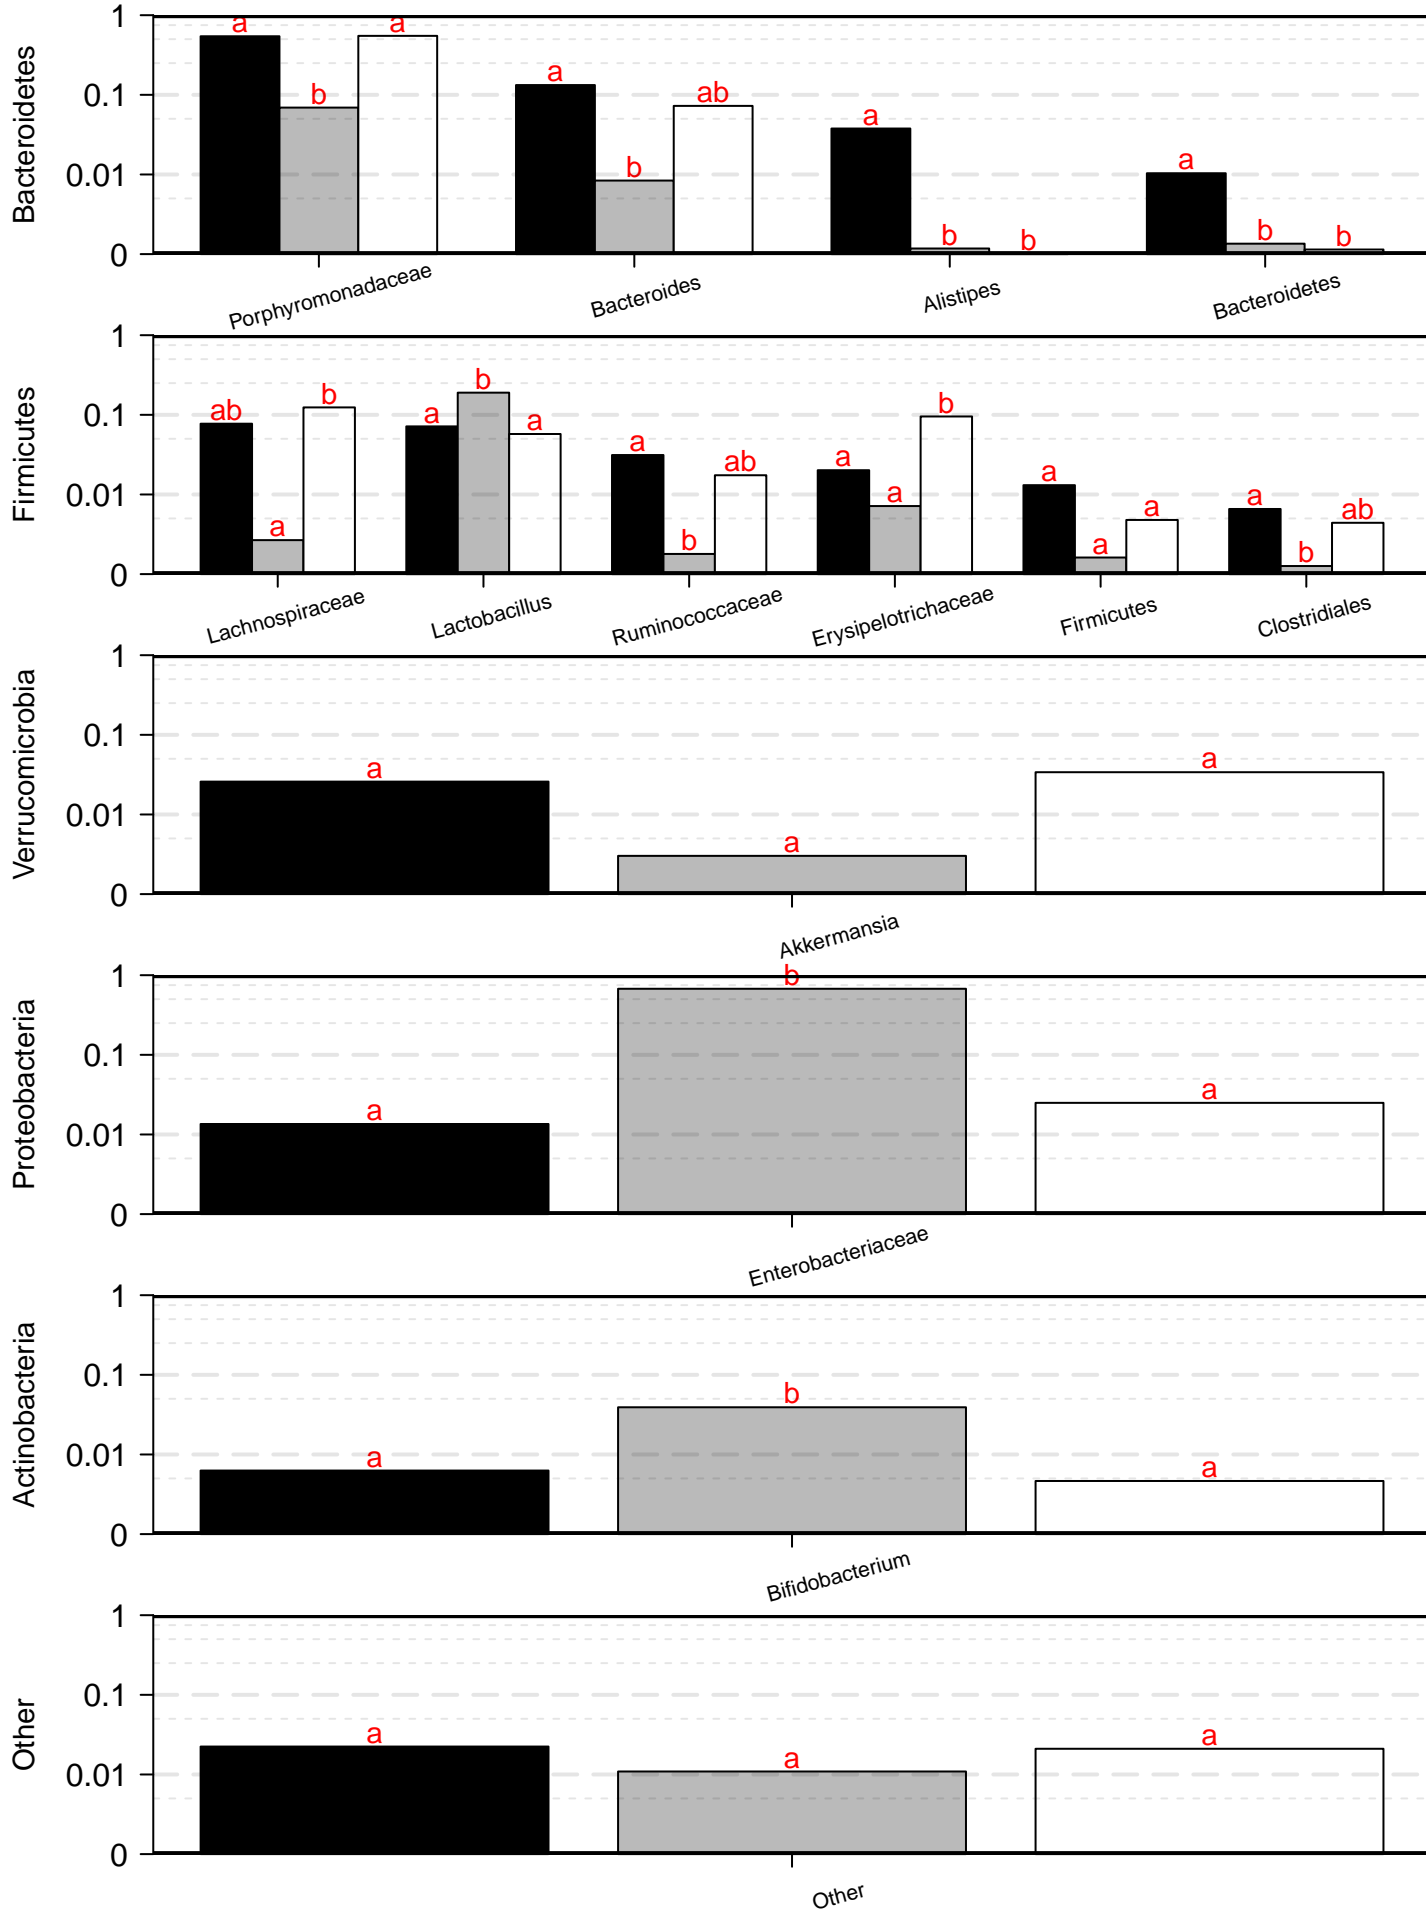 Bacteroidetes
1
0.1
0.01
0
a b a
a b ab
a b b
a b b
Porphyromonadaceae
Bacteroides
Alistipes
Bacteroidetes
Firmicutes
1
0.1
0.01
0
ab a b
a b a
a b ab
a a b
a a a
a b ab
Lachnospiraceae
Lactobacillus
Ruminococcaceae
Erysipelotrichaceae
Firmicutes
Clostridiales
Verrucomicrobia
1
0.1
0.01
0
a a a
Akkermansia
Proteobacteria
1
0.1
0.01
0
a b a
Enterobacteriaceae
Actinobacteria
1
0.1
0.01
0
a b a
Bifidobacterium
Other
1
0.1
0.01
0
a a a
Other